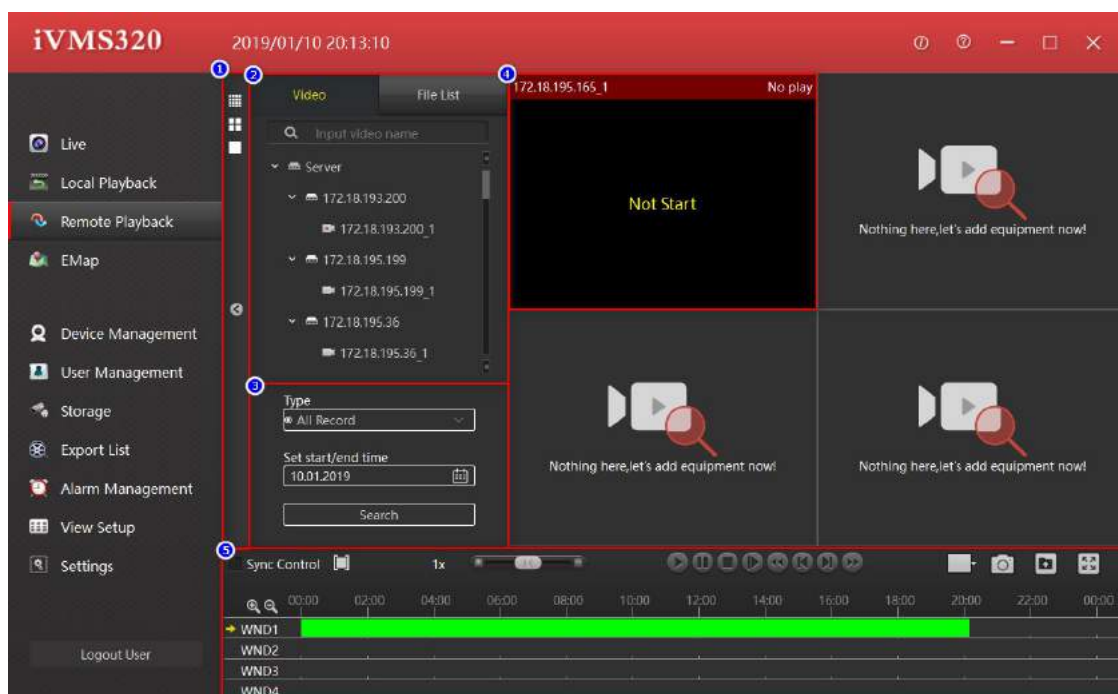 iVMS320
2019/01/10 20:13:10
1
2
4
172.18.195.165_1
No play
Video
File List
Input video name
Live
Server
Local Playback
172.18.193.200
Not Start
Remote Playback
172.18.193.200_1
Nothing here,let's add equipment now!
EMap
172.18.195.199
172.18.195.199_1
172.18.195.36
Device Management
172.18.195.36_1
User Management
3
Type
Storage
All Record
Export List
Set start/end time
Nothing here,let's add equipment now!
Nothing here,let's add equipment now!
10.01.2019
Alarm Management
Search
View Setup
5
Settings
Sync Control
1x
00:00 02:00 04:00 06:00 08:00 10:00 12:00 14:00 16:00 18:00 20:00 22:00 00:00
WND1
Logout User
WND2
WND3
WND4